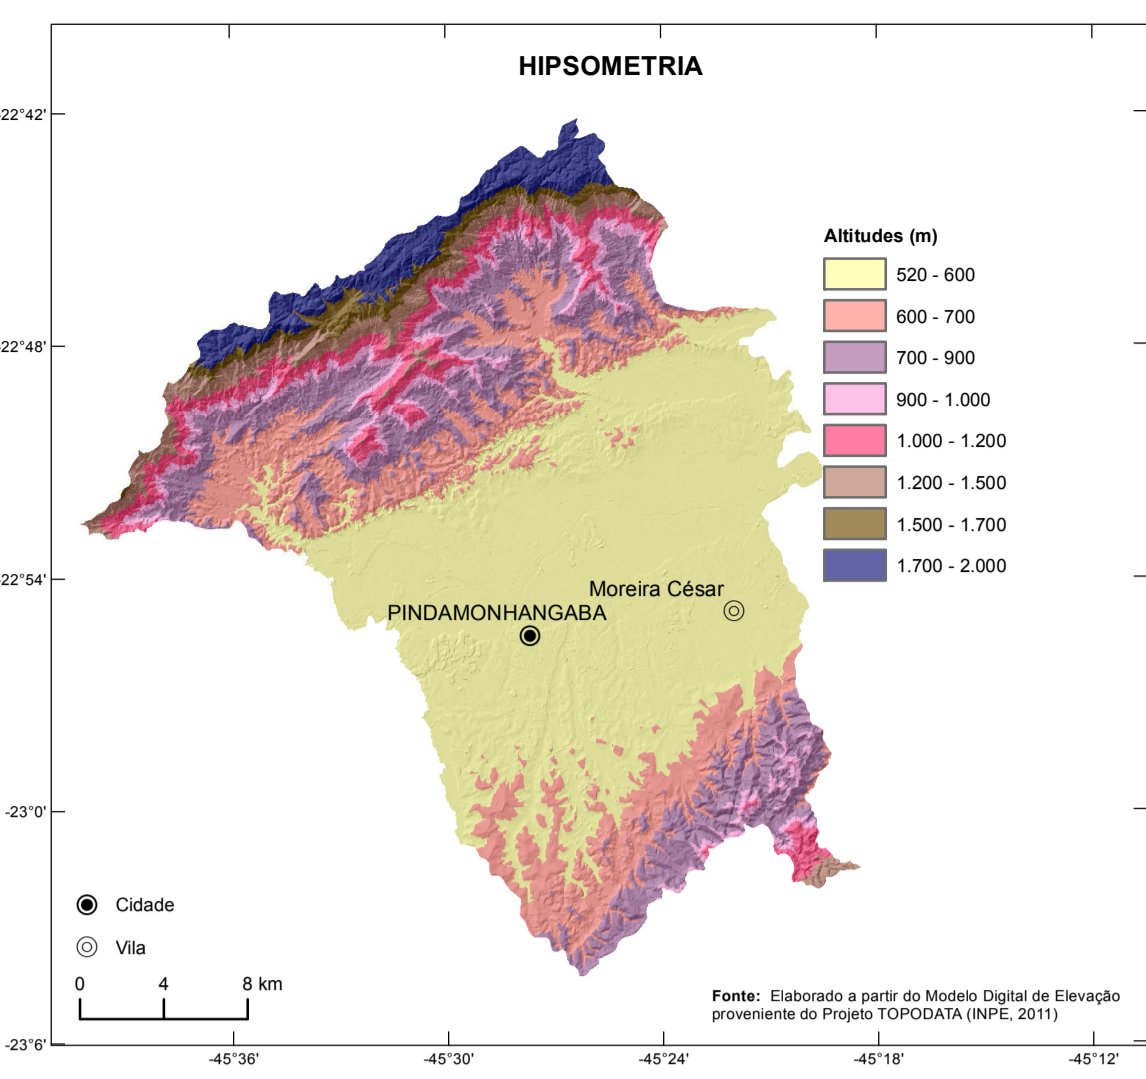 HIPSOMETRIA
-22°42'
-22°48'
-22°54'
-23°0'
-23°6'
Altitudes (m)
520 - 600
600 - 700
700 - 900
900 - 1.000
1.000 - 1.200
1.200 - 1.500
1.500 - 1.700
1.700 - 2.000
Moreira César
PINDAMONHANGABA
Cidade
Vila
0 4 8 km
Fonte: Elaborado a partir do Modelo Digital de Elevação
proveniente do Projeto TOPODATA (INPE, 2011)
-45°36' -45°30' -45°24' -45°18' -45°12'